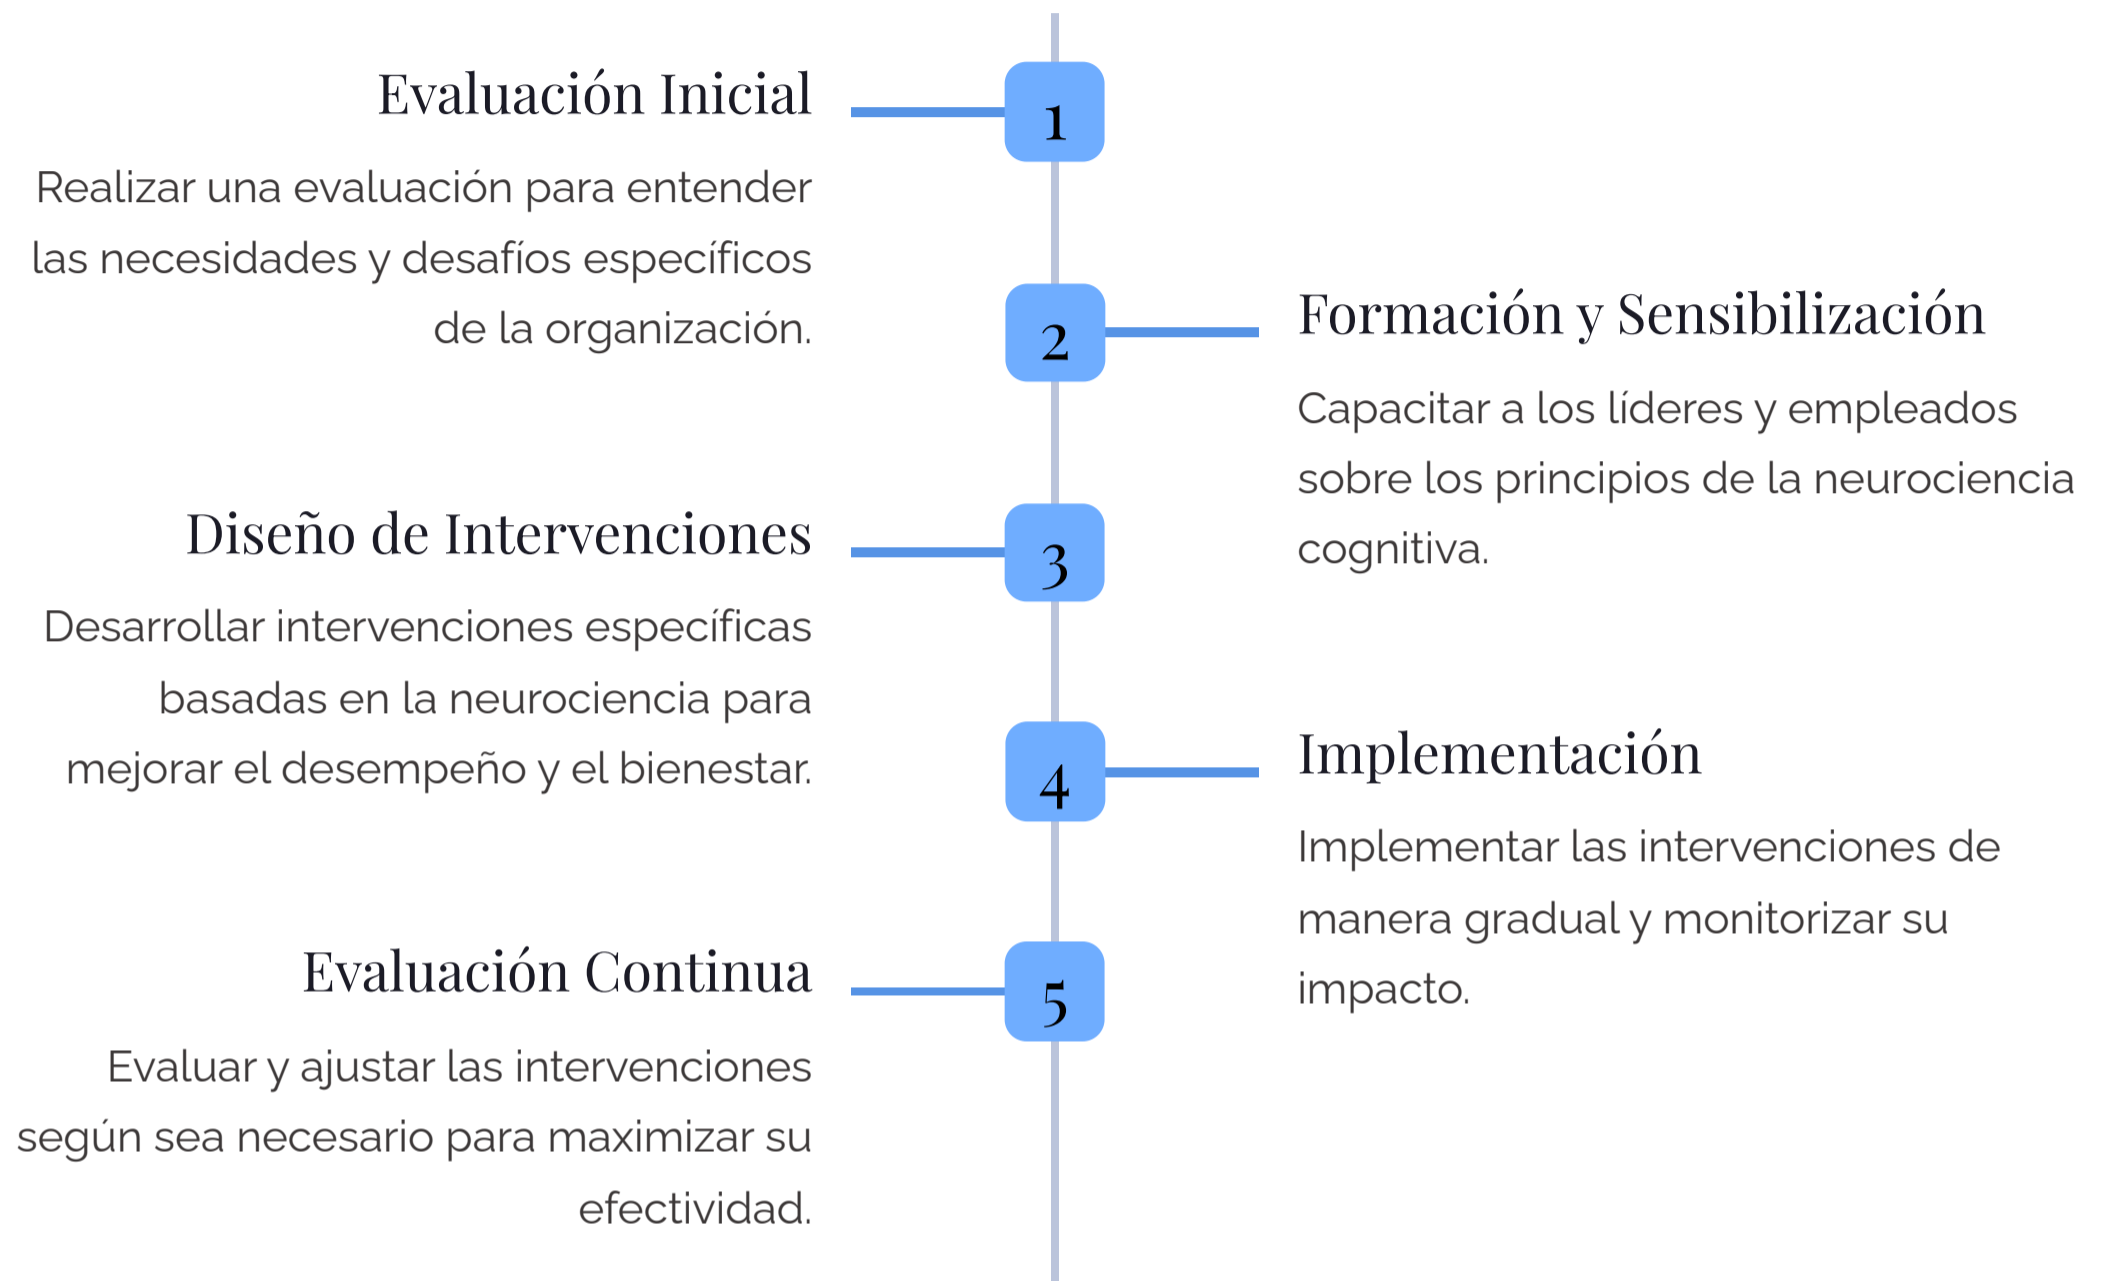 Evaluación Inicial
1
Realizar una evaluación para entender
las necesidades y desafíos específicos
de la organización.
2
Formación y Sensibilización
Capacitar a los líderes y empleados
sobre los principios de la neurociencia
cognitiva.
Diseño de Intervenciones
3
Desarrollar intervenciones específicas
basadas en la neurociencia para
mejorar el desempeño y el bienestar.
4
Implementación
Implementar las intervenciones de
manera gradual y monitorizar su
impacto.
Evaluación Continua
5
Evaluar y ajustar las intervenciones
según sea necesario para maximizar su
efectividad.